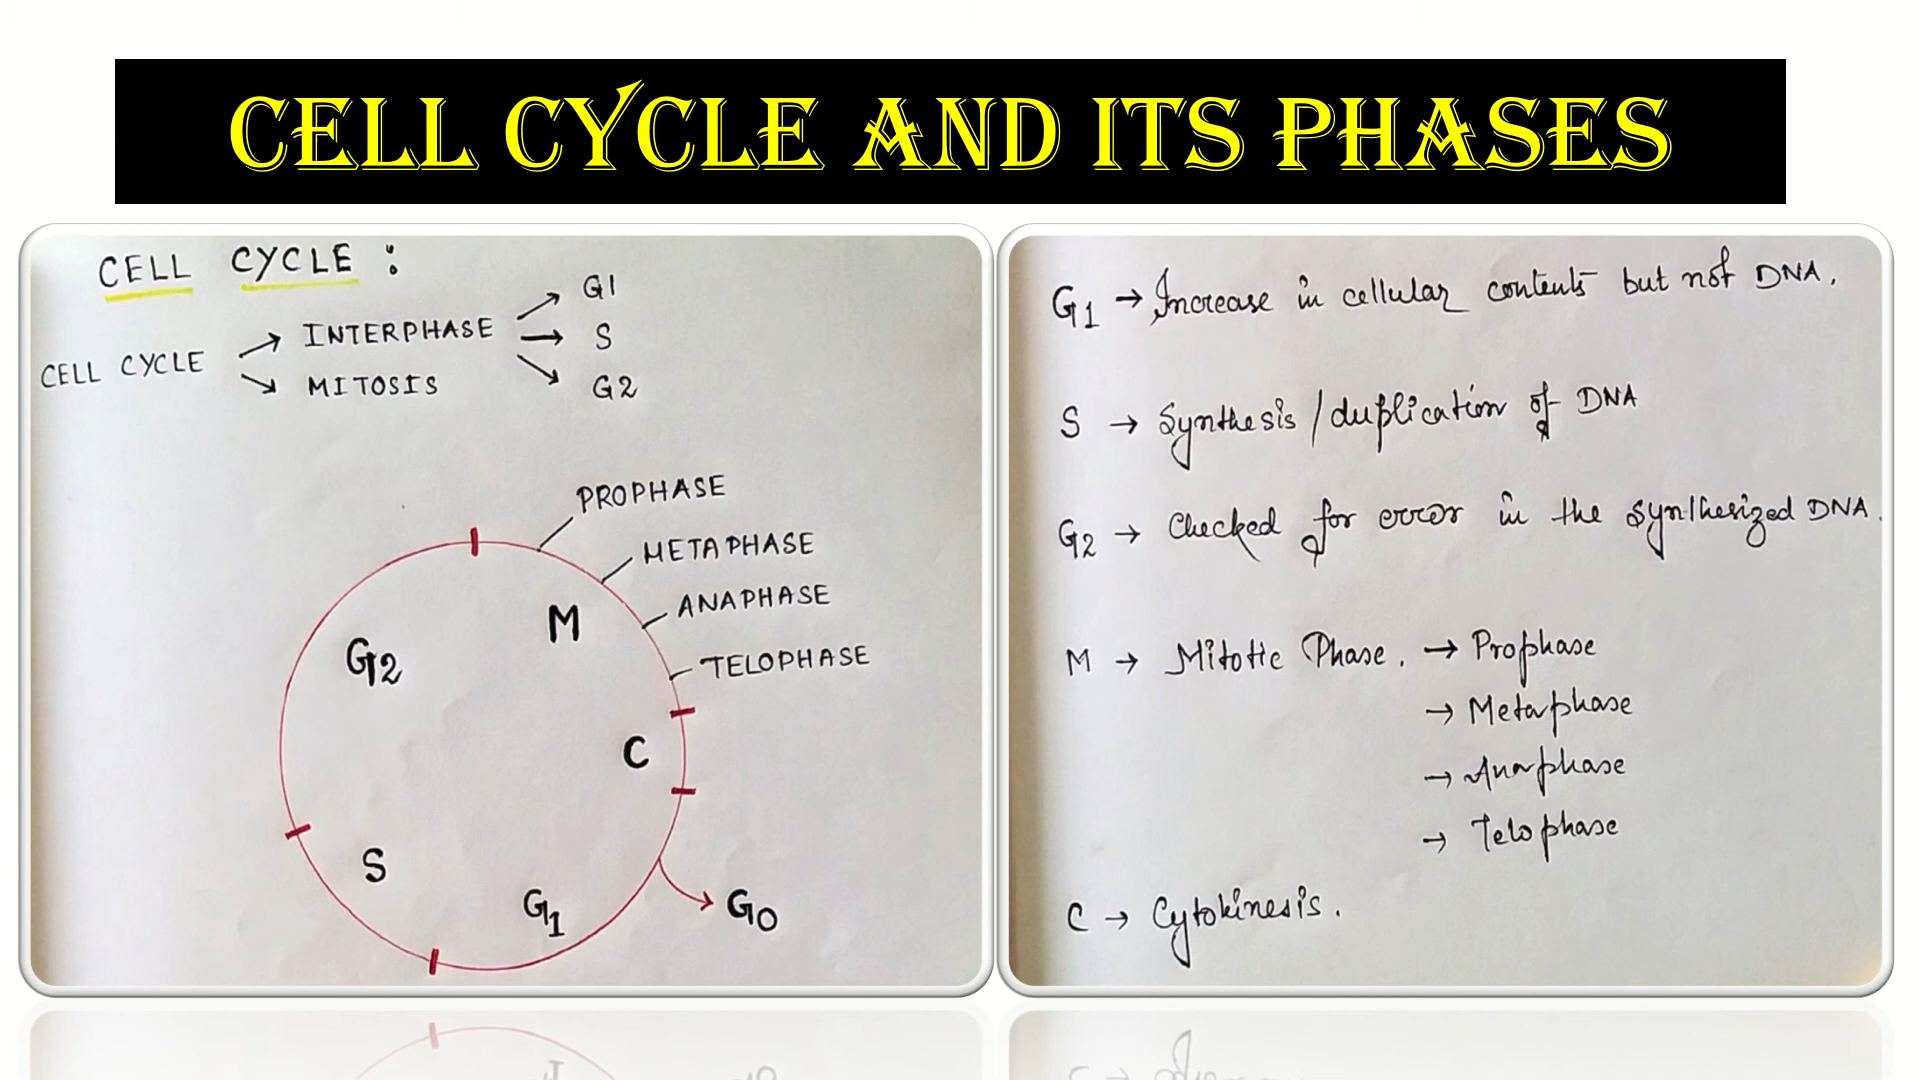 CELL CYCLE AND ITS PHASES
CELL CYCLE :
CELL CYCLE → INTERPHASE → G1
→ S
→ G2
→ MITOSIS
PROPHASE
METAPHASE
ANAPHASE
TELOPHASE
M
G2
C
S
G1
G0
G1 → Increase in cellular contents but not DNA.
S → Synthesis / duplication of DNA
G2 → Checked for error in the synthesized DNA.
M → Mitotic Phase. → Prophase
→ Metaphase
→ Anaphase
→ Telophase
C → Cytokinesis.